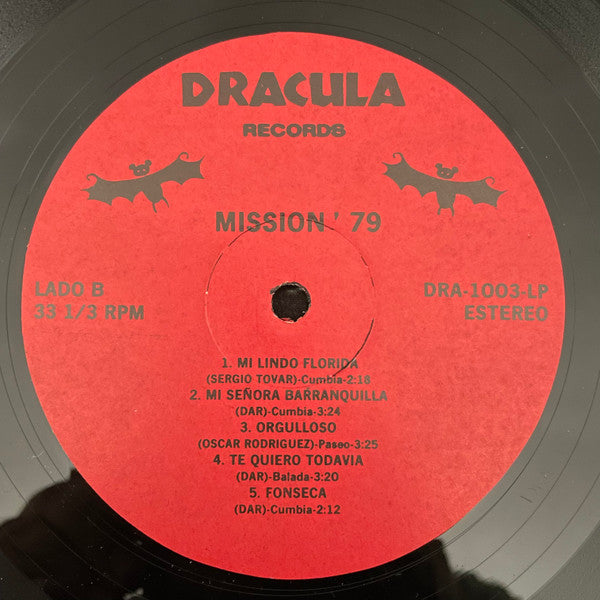 DRACULA
RECORDS
MISSION ' 79
LADO B
33 1/3 RPM
DRA-1003-LP
ESTEREO
1. MI LINDO FLORIDA
(SERGIO TOVAR)-Cumbia-2:18
2. MI SEÑORA BARRANQUILLA
(DAR)-Cumbia-3:24
3. ORGULLOSO
(OSCAR RODRIGUEZ)-Paseo-3:25
4. TE QUIERO TODAVIA
(DAR)-Balada-3:20
5. FONSECA
(DAR)-Cumbia-2:12